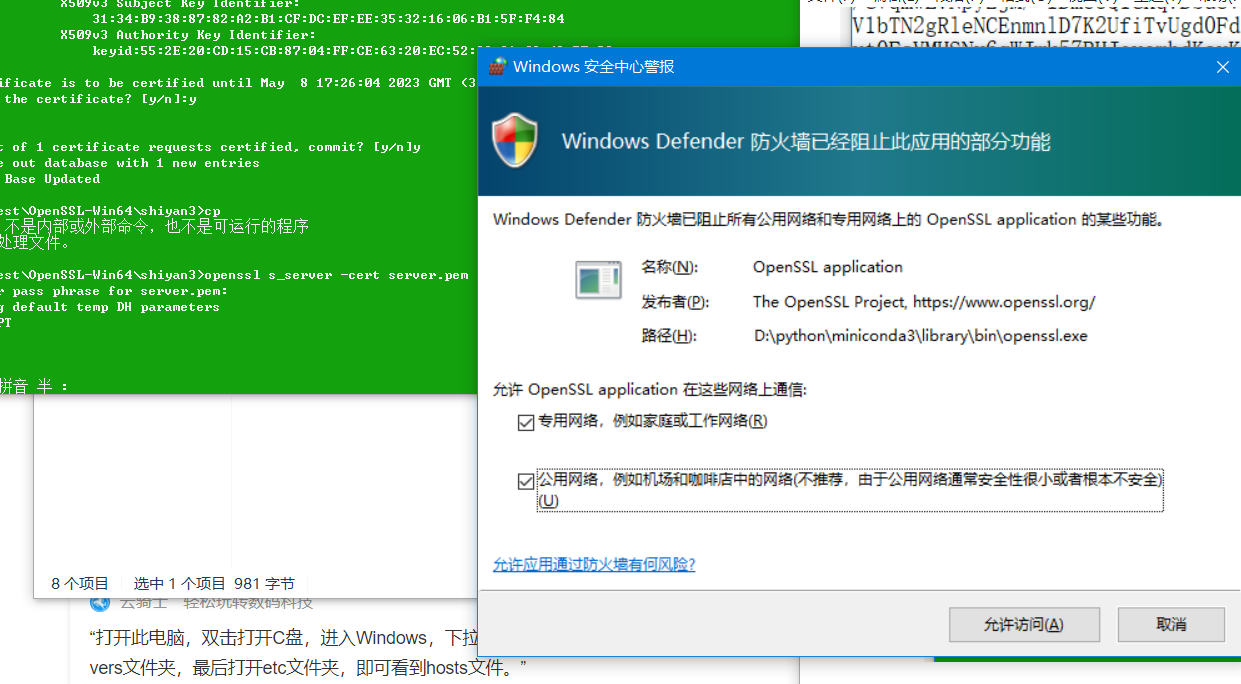 X509v3 Subject Key Identifier:
31:34:B9:38:87:82:A2:B1:CF:DC:EF:EE:35:32:16:06:B1:5F:F4:84
X509v3 Authority Key Identifier:
keyid:55:2E:20:CD:15:CB:87:04:FF:CE:63:20:EC:52:
ificate is to be certified until May 8 17:26:04 2023 GMT (3
the certificate? [y/n]:y
t of 1 certificate requests certified, commit? [y/n]y
e out database with 1 new entries
Base Updated
est\OpenSSL-Win64\shiyan3>cp
不是内部或外部命令，也不是可运行的程序
处理文件。
est\OpenSSL-Win64\shiyan3>openssl s_server -cert server.pem
r pass phrase for server.pem:
g default temp DH parameters
PT
拼音 半 :
V1bTN2gRleNCEnmnlD7K2UfiTvUgdOFd
Windows 安全中心警报
Windows Defender 防火墙已经阻止此应用的部分功能
Windows Defender 防火墙已阻止所有公用网络和专用网络上的 OpenSSL application 的某些功能。
名称(N): OpenSSL application
发布者(P): The OpenSSL Project, https://www.openssl.org/
路径(H): D:\python\miniconda3\library\bin\openssl.exe
允许 OpenSSL application 在这些网络上通信:
专用网络，例如家庭或工作网络(R)
公用网络，例如机场和咖啡店中的网络(不推荐，由于公用网络通常安全性很小或者根本不安全)
(U)
允许应用通过防火墙有何风险?
允许访问(A) 取消
8 个项目 选中 1 个项目 981 字节
云骑士 轻松玩转数码科技
“打开此电脑，双击打开C盘，进入Windows，下拉
vers文件夹，最后打开etc文件夹，即可看到hosts文件。”